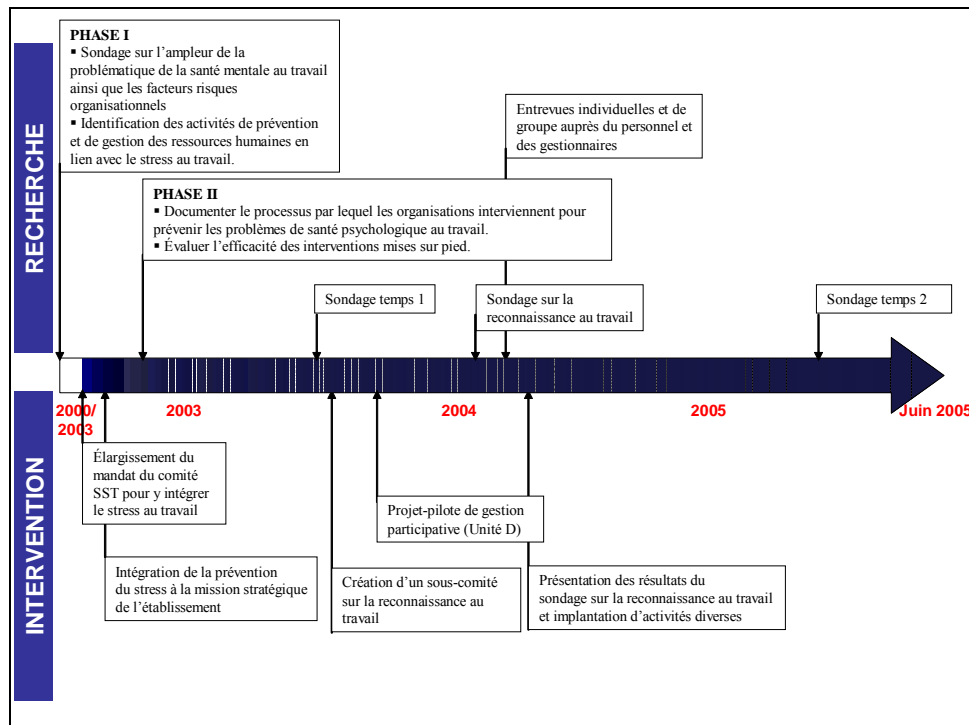 RECHERCHE
PHASE I
▪ Sondage sur l’ampleur de la
problématique de la santé mentale au travail
ainsi que les facteurs risques
organisationnels
▪ Identification des activités de prévention
et de gestion des ressources humaines en
lien avec le stress au travail.
Entrevues individuelles et de
groupe auprès du personnel et
des gestionnaires
PHASE II
▪ Documenter le processus par lequel les organisations interviennent pour
prévenir les problèmes de santé psychologique au travail.
▪ Évaluer l’efficacité des interventions mises sur pied.
Sondage temps 1
Sondage sur la
reconnaissance au travail
Sondage temps 2
2000/
2003
2003
2004
2005
Juin 2005
INTERVENTION
Élargissement du
mandat du comité
SST pour y intégrer
le stress au travail
Projet-pilote de gestion
participative (Unité D)
Intégration de la prévention
du stress à la mission stratégique
de l’établissement
Création d’un sous-comité
sur la reconnaissance au
travail
Présentation des résultats du
sondage sur la reconnaissance au travail
et implantation d’activités diverses